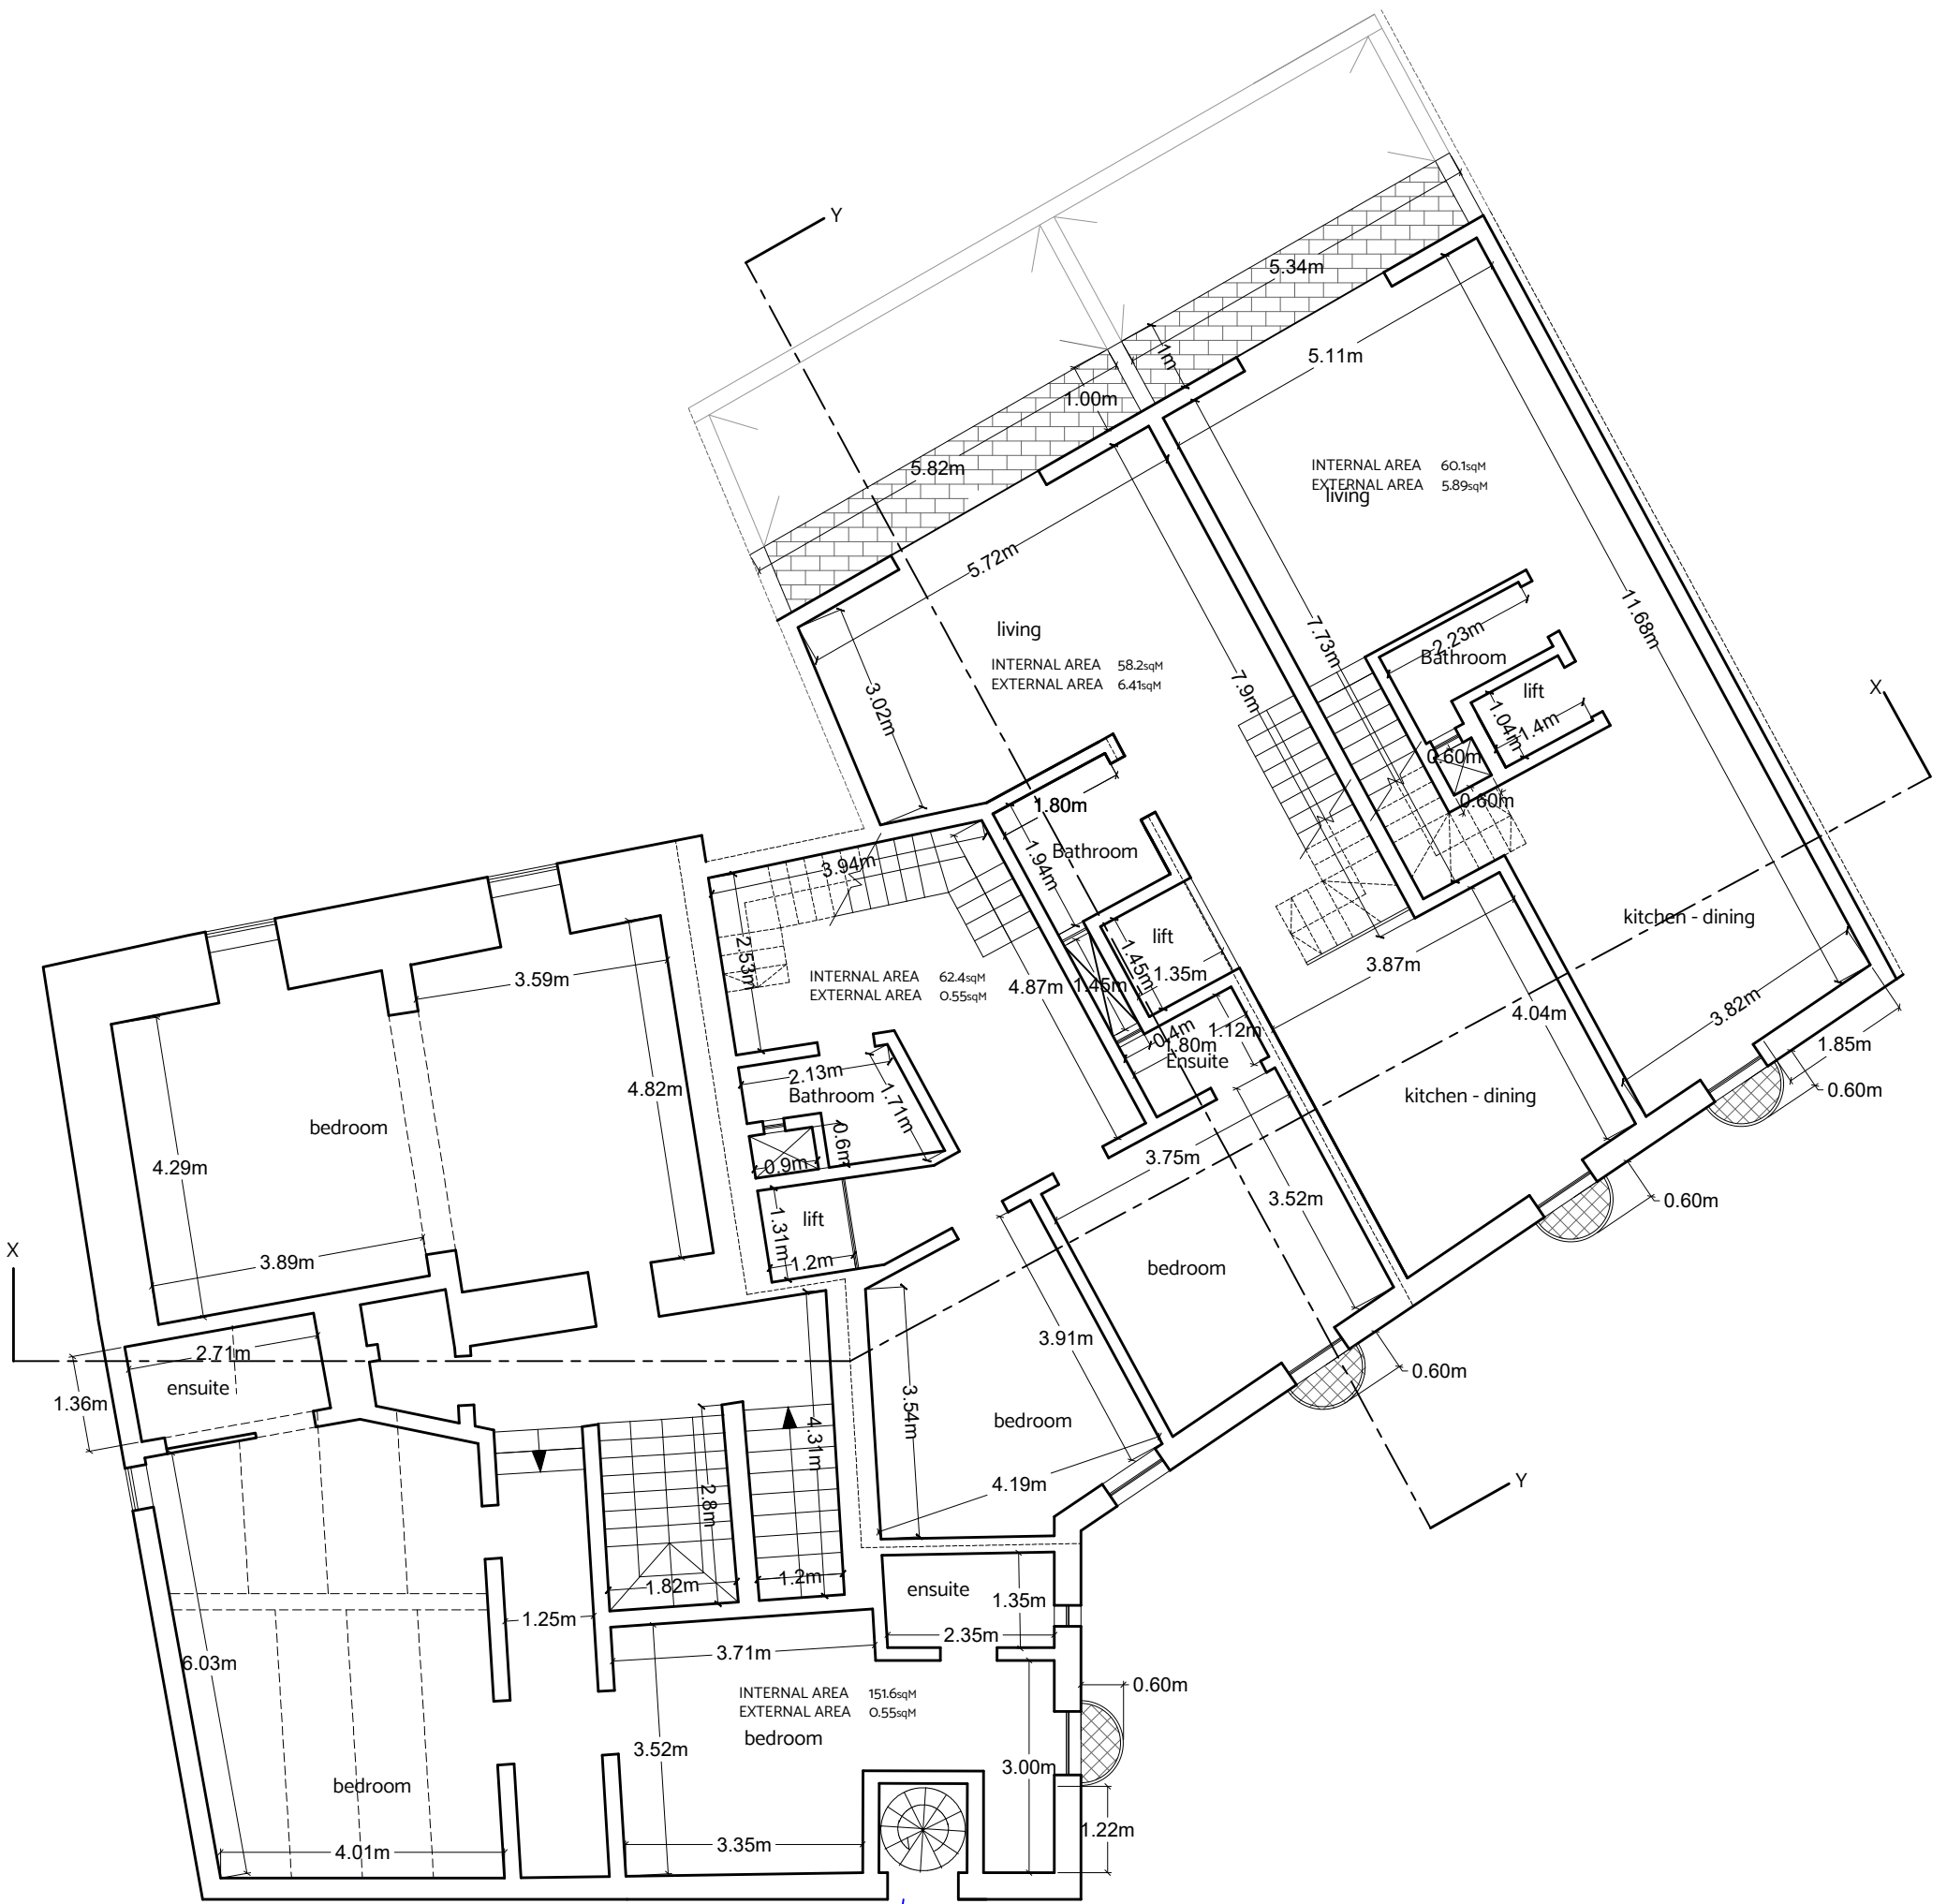 Y
5.34m
1m
5.11m
1.00m
5.82m
INTERNAL AREA 60.1sqM
EXTERNAL AREA 5.89sqM
living
5.72m
living
INTERNAL AREA 58.2sqM
EXTERNAL AREA 6.41sqM
3.02m
7.9m
7.73m
11.68m
2.23m
Bathroom
lift
1.04m
1.4m
0.60m
0.60m
X
1.80m
1.94m
Bathroom
3.94m
2.53m
INTERNAL AREA 62.4sqM
EXTERNAL AREA 0.55sqM
4.87m
lift
1.45m
1.35m
1.45m
0.4m
1.12m
1.80m
Ensuite
3.87m
4.04m
kitchen - dining
3.82m
1.85m
0.60m
kitchen - dining
3.59m
4.82m
bedroom
4.29m
3.89m
2.13m
Bathroom
1.71m
0.6m
0.9m
lift
1.31m
1.2m
3.75m
3.52m
0.60m
bedroom
3.91m
0.60m
X
2.71m
ensuite
1.36m
3.54m
bedroom
4.19m
Y
4.31m
2.8m
1.82m
1.2m
1.25m
ensuite
1.35m
2.35m
6.03m
3.71m
0.60m
INTERNAL AREA 151.6sqM
EXTERNAL AREA 0.55sqM
bedroom
3.52m
3.00m
bedroom
4.01m
3.35m
1.22m